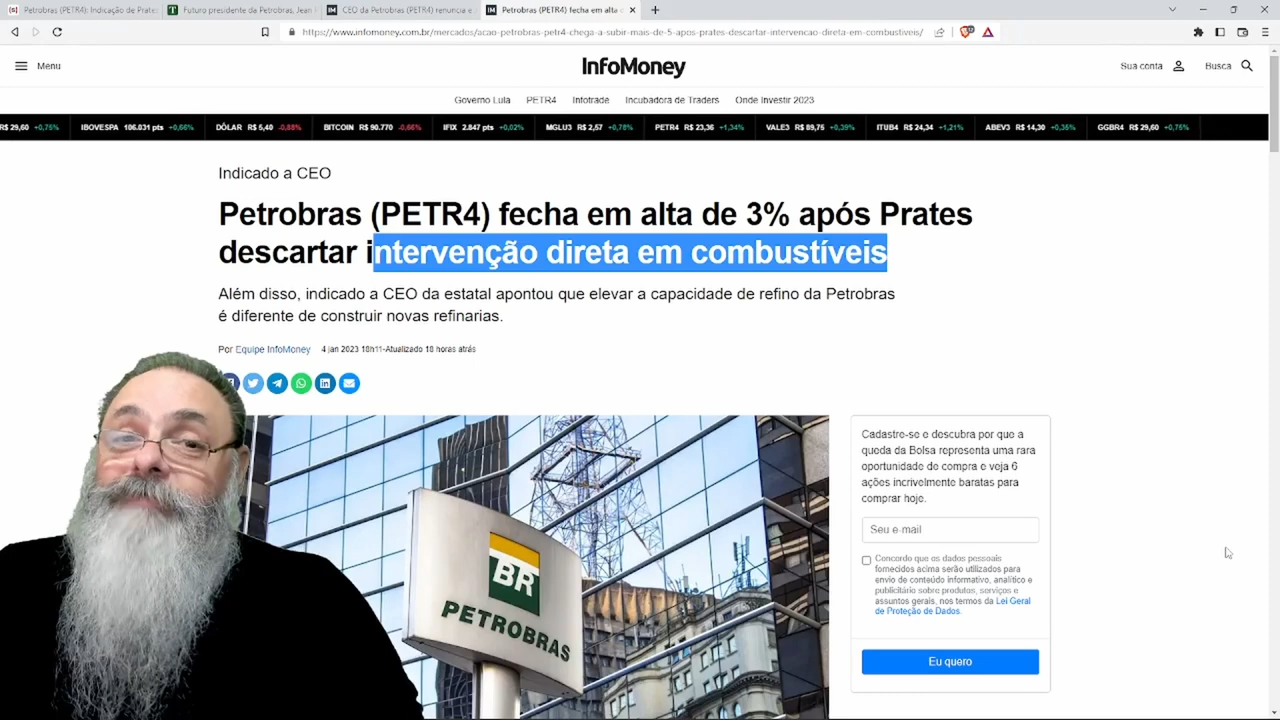 Petrobras (PETR4): Indicação de Prates
Futuro presidente da Petrobras, Jean
CEO da Petrobras (PETR4) renuncia e
Petrobras (PETR4) fecha em alta
https://www.infomoney.com.br/mercados/acao-petrobras-petr4-chega-a-subir-mais-de-5-apos-prates-descartar-intervencao-direta-em-combustiveis/
Menu
InfoMoney
Sua conta
Busca
Governo Lula PETR4 Infotrade Incubadora de Traders Onde Investir 2023
R$ 29,60 +0,75% IBOVESPA 106.031 pts +0,66% DÓLAR R$ 5,40 -0,88% BITCOIN R$ 90.770 -0,66% IFIX 2.847 pts +0,02% MGLU3 R$ 2,57 +0,78% PETR4 R$ 23,36 +1,34% VALE3 R$ 89,75 +0,39% ITUB4 R$ 24,34 +1,21% ABEV3 R$ 14,30 +0,35% GGBR4 R$ 29,60 +0,75%
Indicado a CEO
Petrobras (PETR4) fecha em alta de 3% após Prates
descartar intervenção direta em combustíveis
Além disso, indicado a CEO da estatal apontou que elevar a capacidade de refino da Petrobras
é diferente de construir novas refinarias.
Por Equipe InfoMoney 4 jan 2023 18h11-Atualizado 18 horas atrás
BR
PETROBRAS
Cadastre-se e descubra por que a
queda da Bolsa representa uma rara
oportunidade de compra e veja 6
ações incrivelmente baratas para
comprar hoje.
Seu e-mail
Concordo que os dados pessoais
fornecidos acima serão utilizados para
envio de conteúdo informativo, analítico e
publicitário sobre produtos, serviços e
assuntos gerais, nos termos da Lei Geral
de Proteção de Dados.
Eu quero